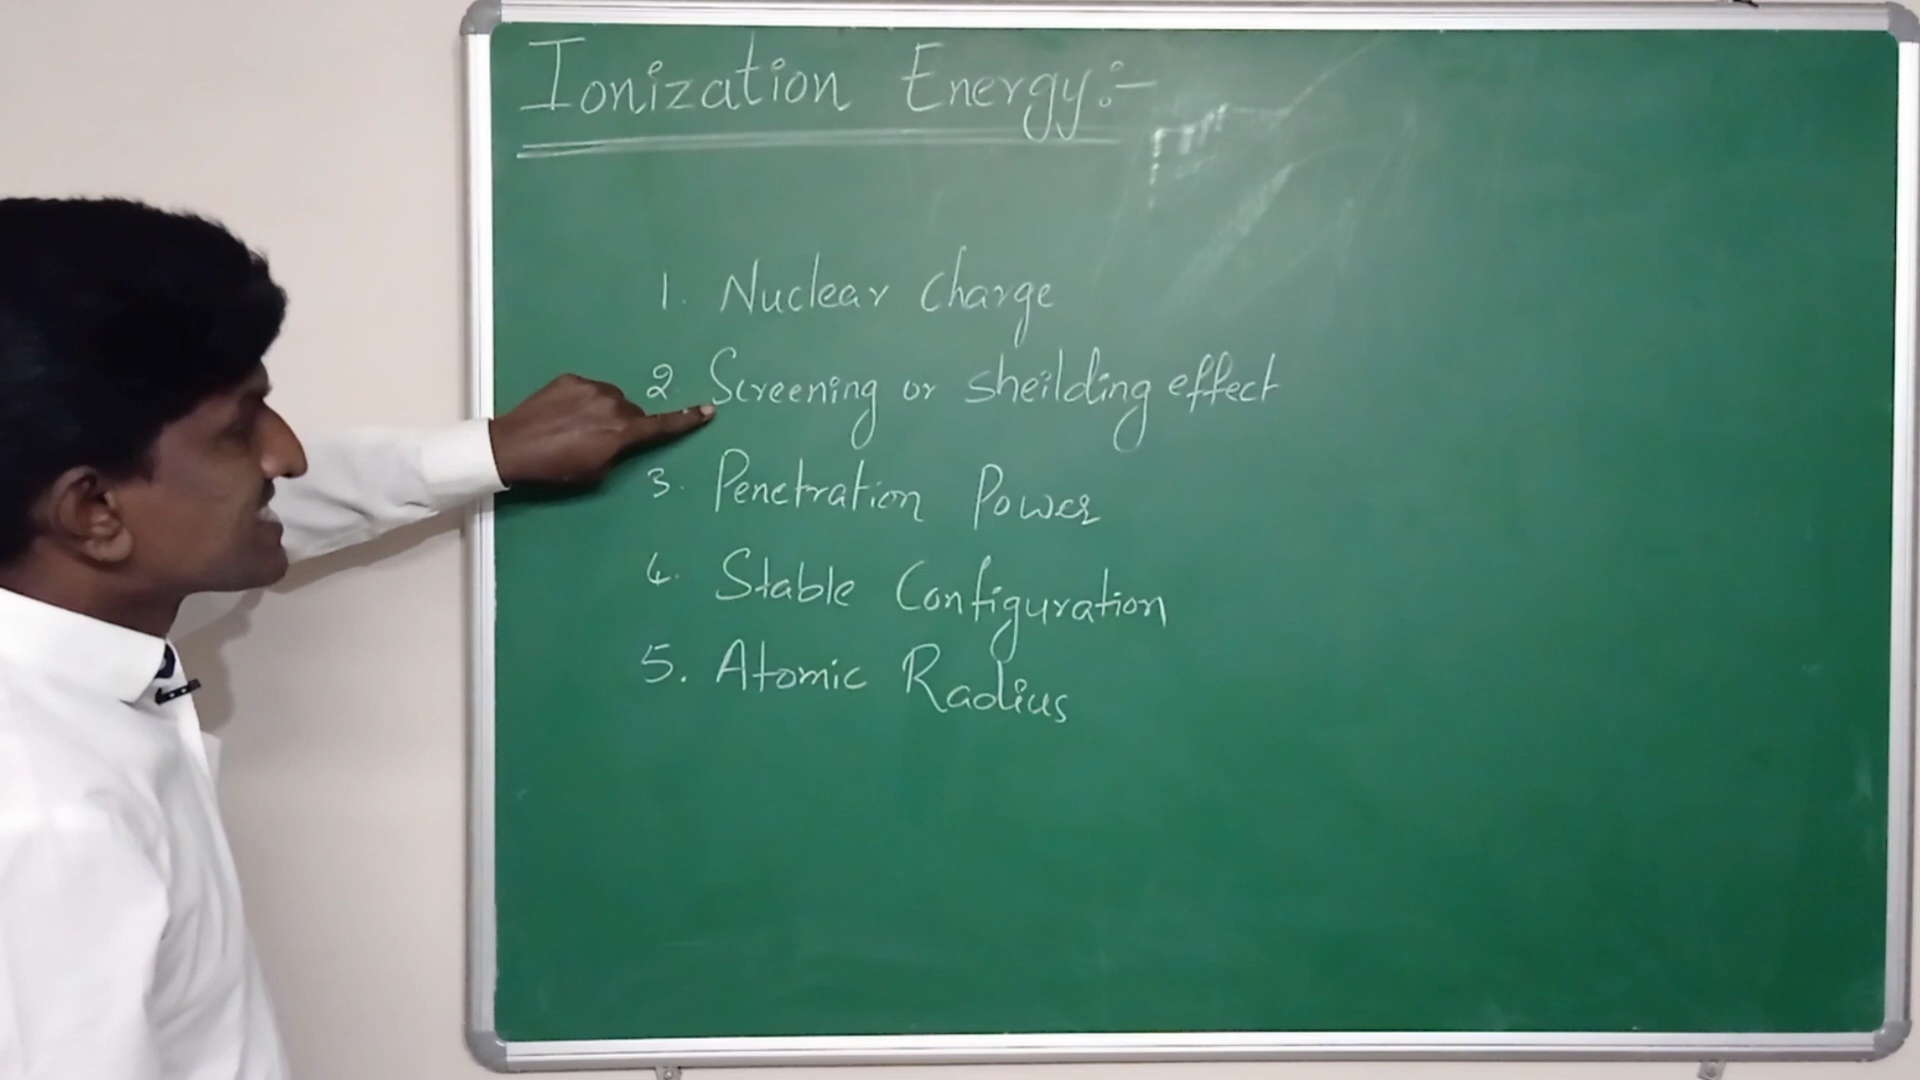 Ionization Energy:-
1. Nuclear charge
2. Screening or sheilding effect
3. Penetration Power
4. Stable Configuration
5. Atomic Radius